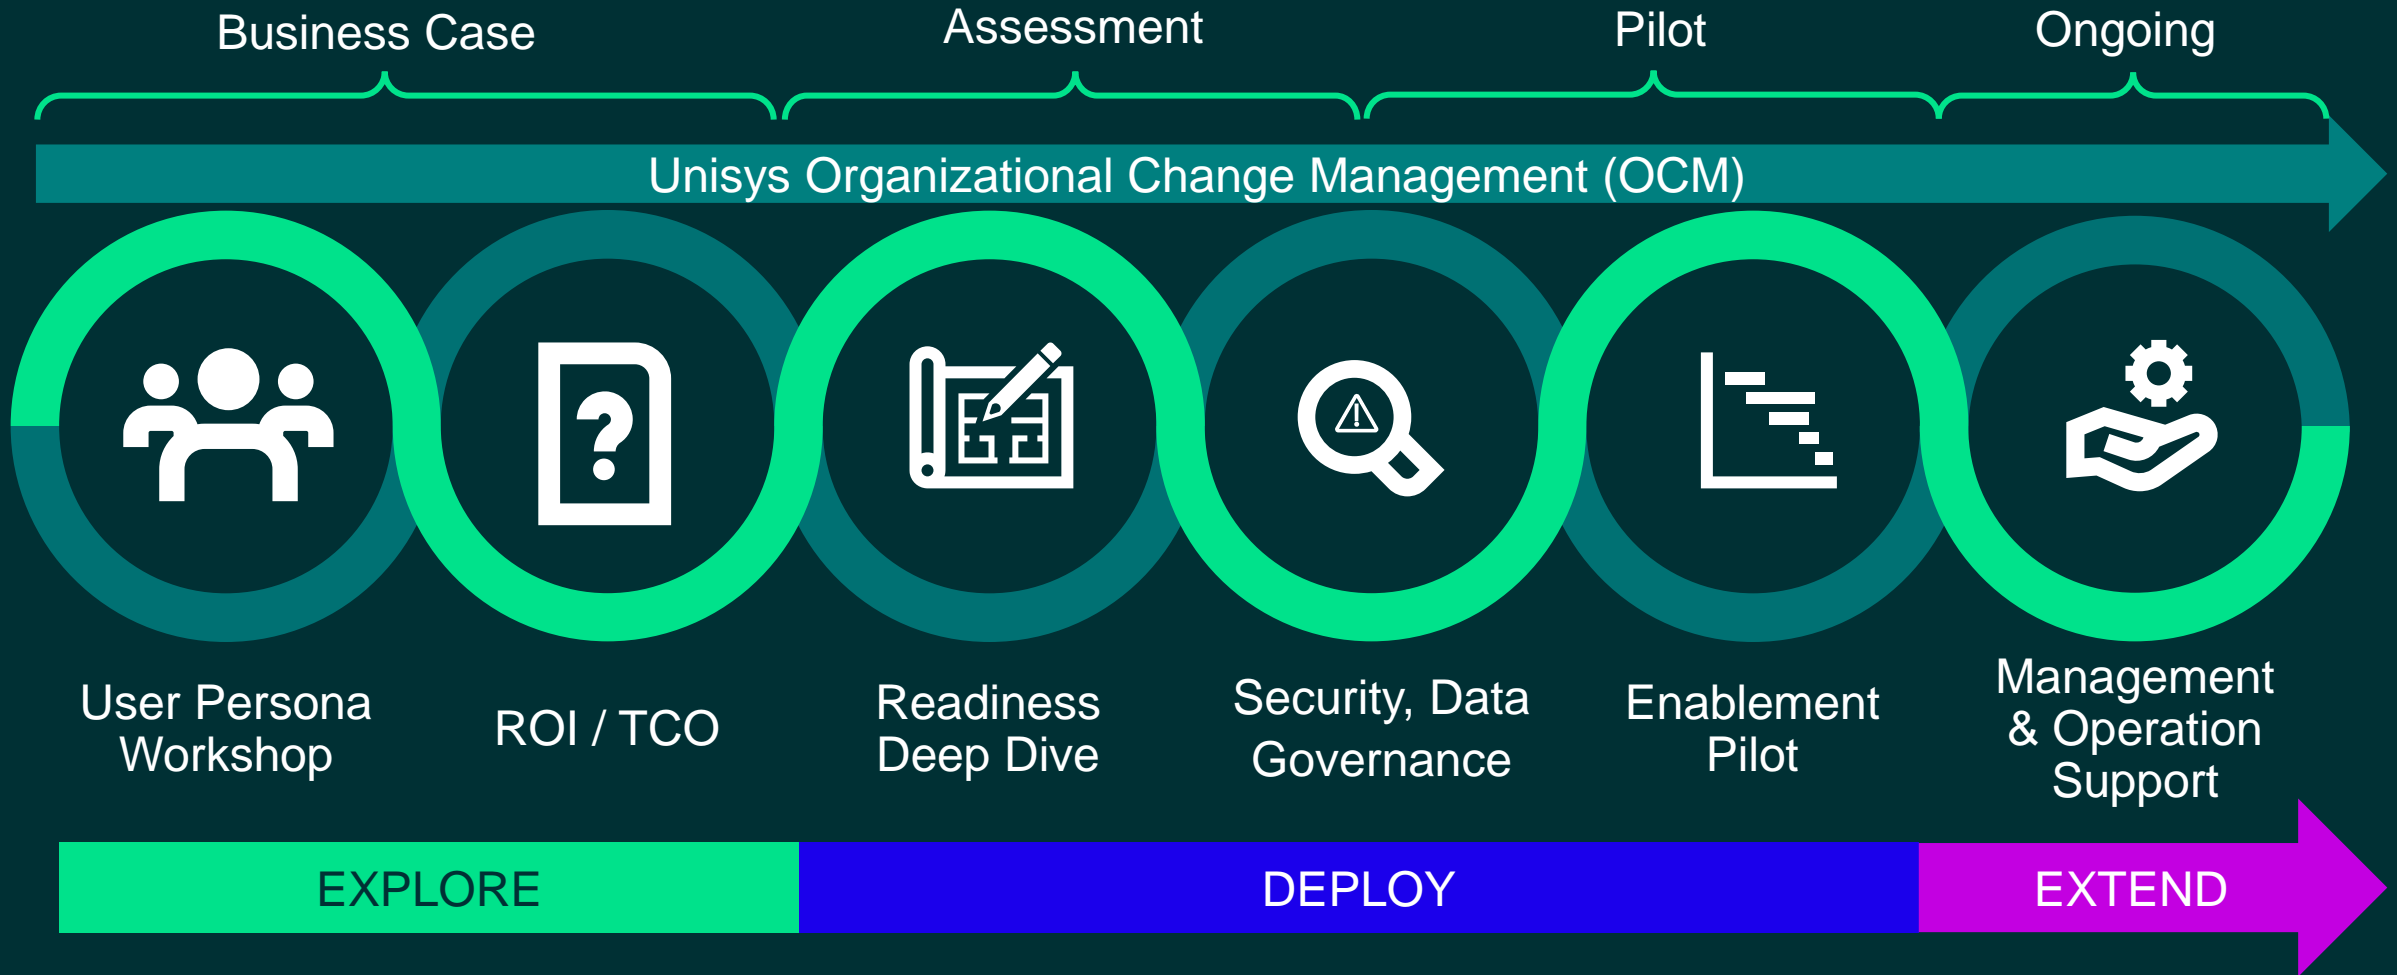 Business Case
Assessment
Pilot
Ongoing
Unisys Organizational Change Management (OCM)
?
User Persona
Workshop
ROI / TCO
Readiness
Deep Dive
Security, Data
Governance
Enablement
Pilot
Management
& Operation
Support
EXPLORE
DEPLOY
EXTEND